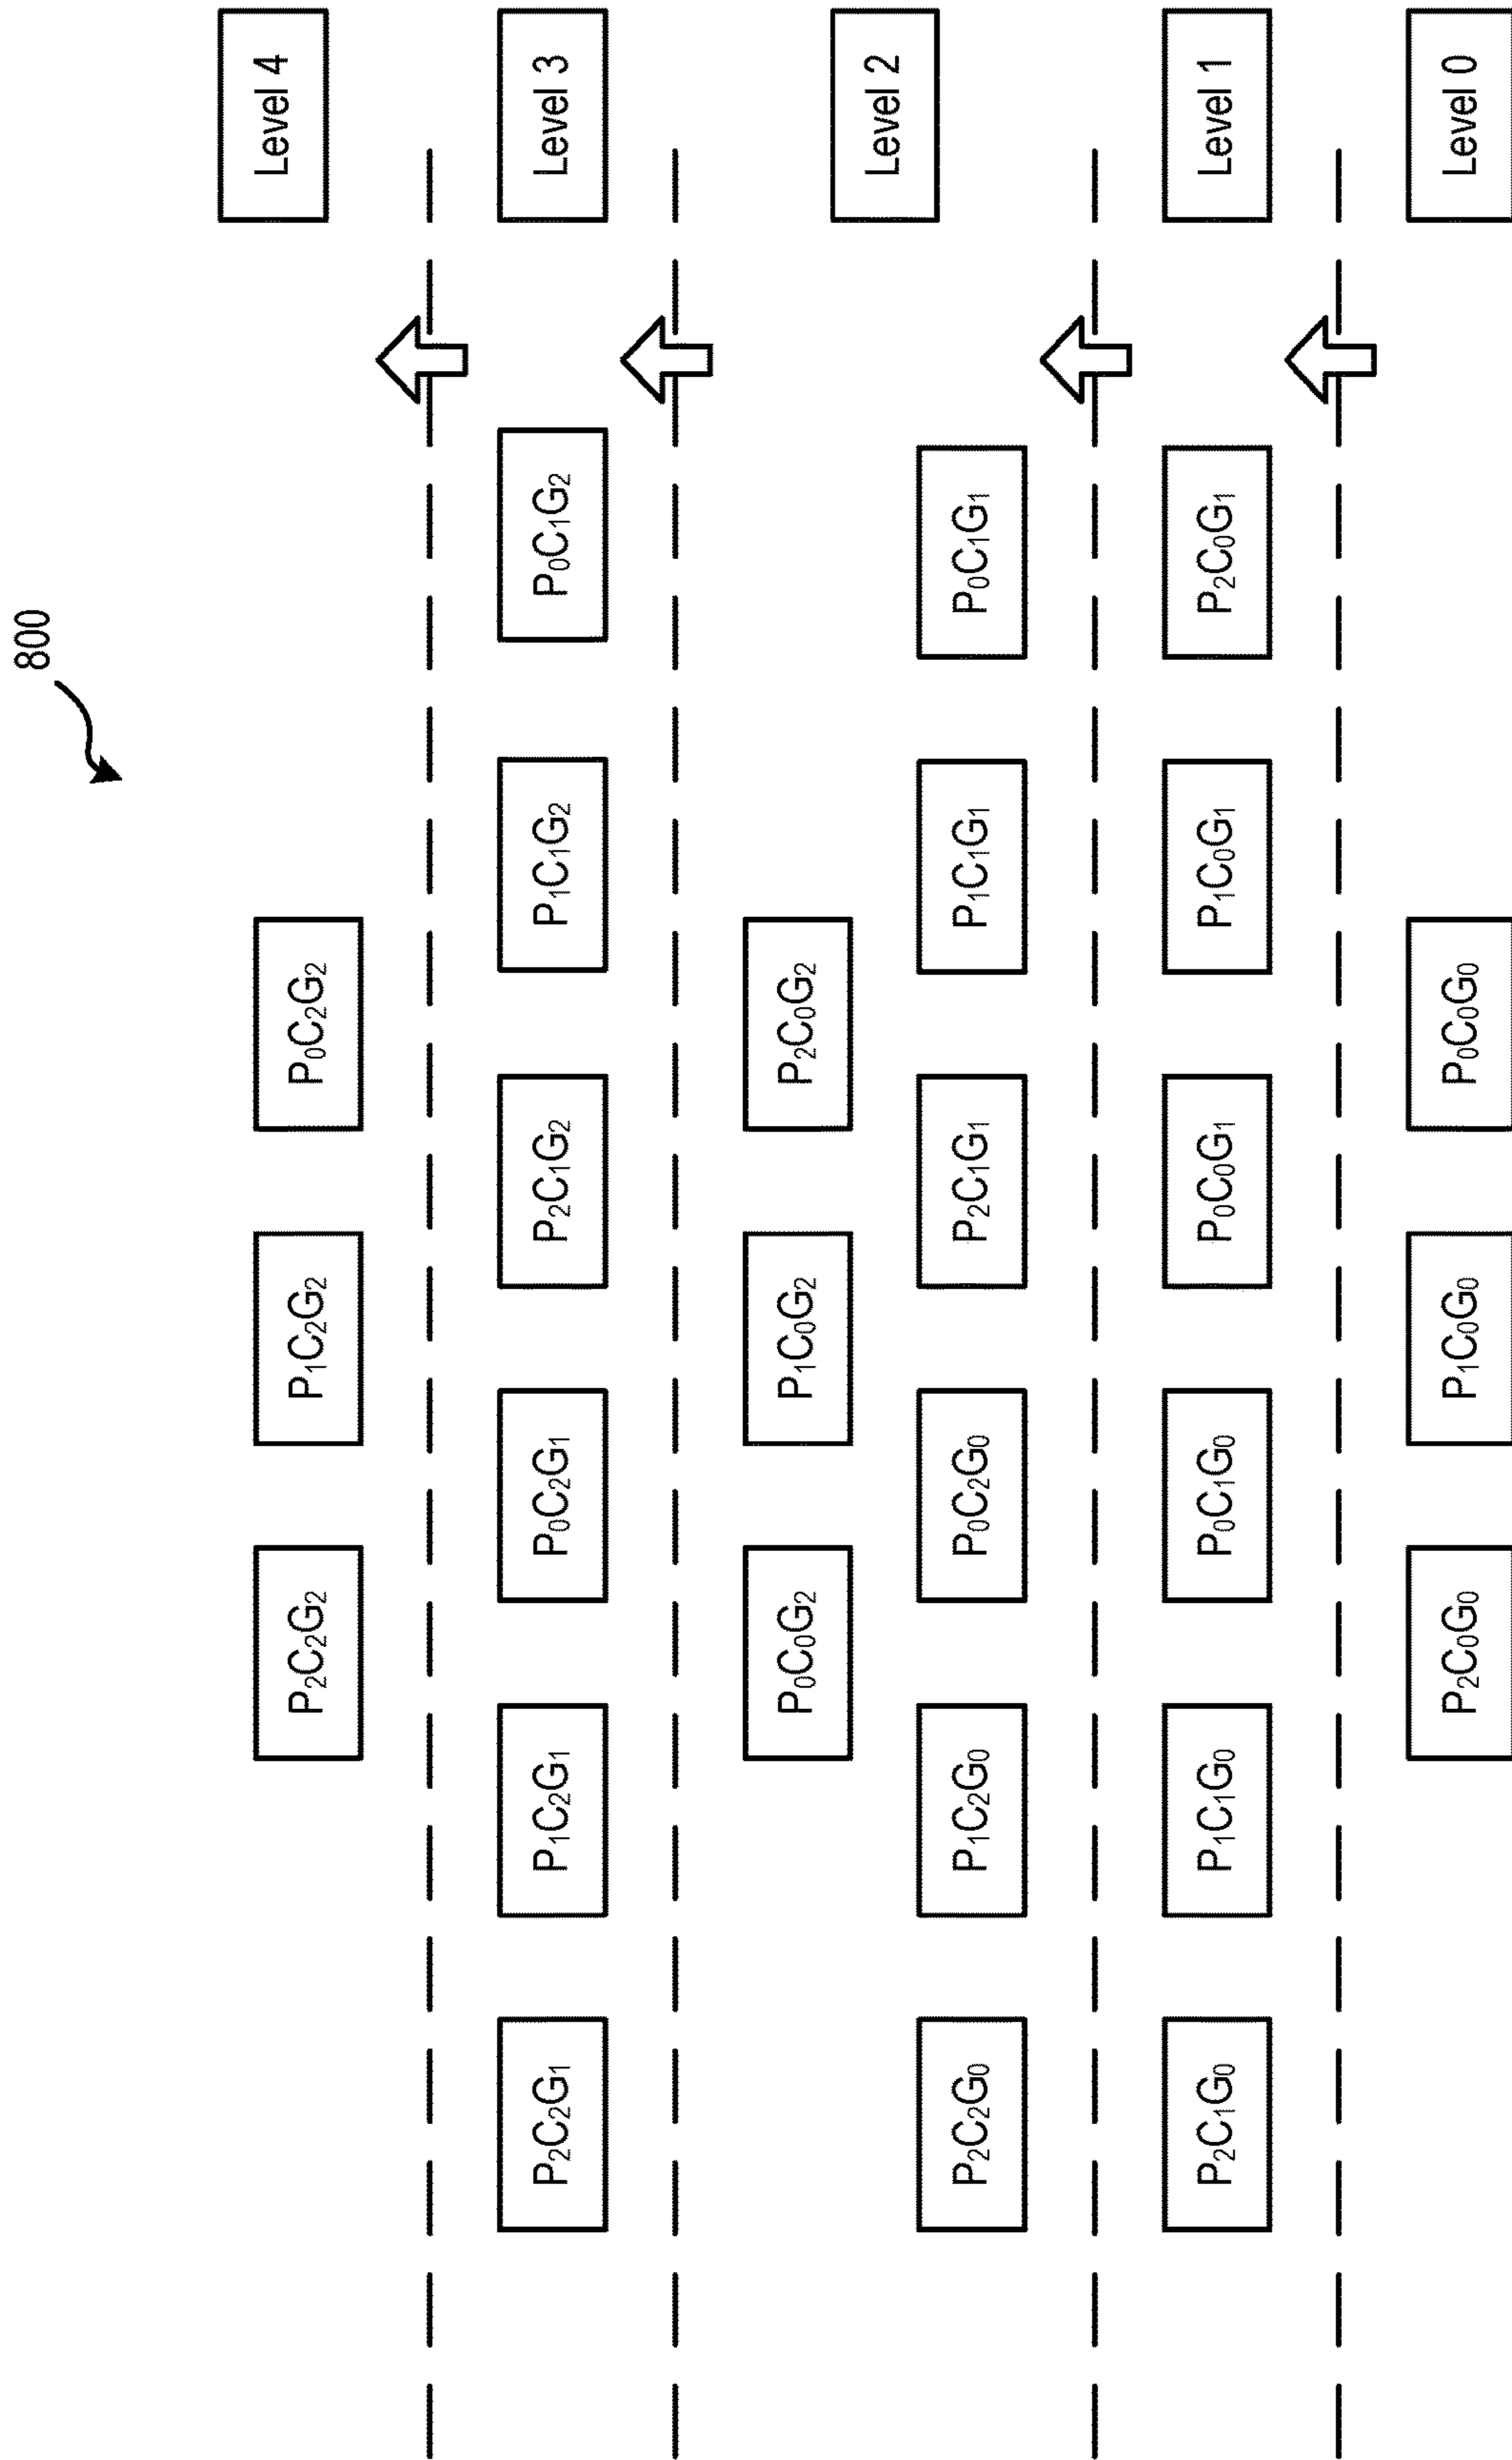 800
P₂C₂G₂
P₁C₂G₂
P₀C₂G₂
Level 4
P₂C₂G₁
P₁C₂G₁
P₀C₂G₁
P₂C₁G₂
P₁C₁G₂
P₀C₁G₂
Level 3
P₀C₀G₂
P₁C₀G₂
P₂C₀G₂
Level 2
P₂C₂G₀
P₁C₂G₀
P₀C₂G₀
P₂C₁G₁
P₁C₁G₁
P₀C₁G₁
P₂C₁G₀
P₁C₁G₀
P₀C₁G₀
P₀C₀G₁
P₁C₀G₁
P₂C₀G₁
Level 1
P₂C₀G₀
P₁C₀G₀
P₀C₀G₀
Level 0